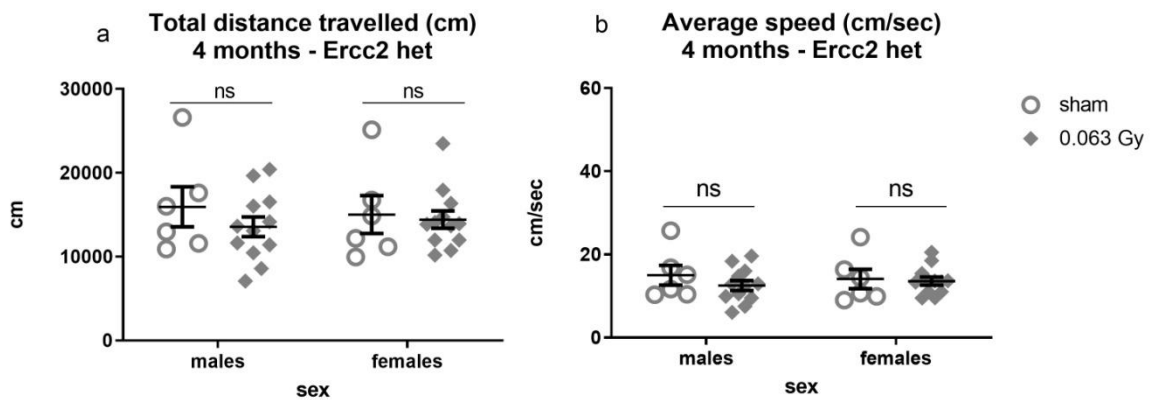 a
Total distance travelled (cm)
4 months - Ercc2 het
30000
20000
10000
0
cm
ns
ns
males
females
sex
b
Average speed (cm/sec)
4 months - Ercc2 het
60
40
20
0
cm/sec
ns
ns
males
females
sex
sham
0.063 Gy